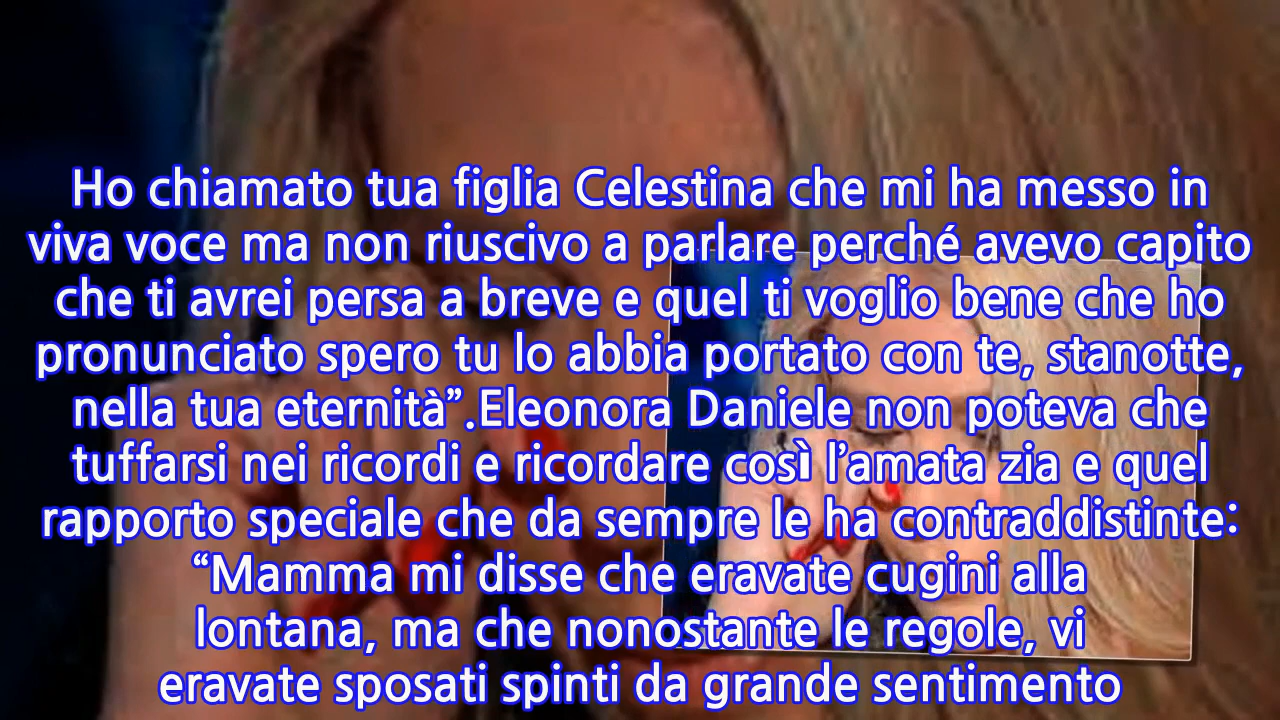 Ho chiamato tua figlia Celestina che mi ha messo in
viva voce ma non riuscivo a parlare perché avevo capito
che ti avrei persa a breve e quel ti voglio bene che ho
pronunciato spero tu lo abbia portato con te, stanotte,
nella tua eternità”.Eleonora Daniele non poteva che
tuffarsi nei ricordi e ricordare così l’amata zia e quel
rapporto speciale che da sempre le ha contraddistinte:
“Mamma mi disse che eravate cugini alla
lontana, ma che nonostante le regole, vi
eravate sposati spinti da grande sentimento